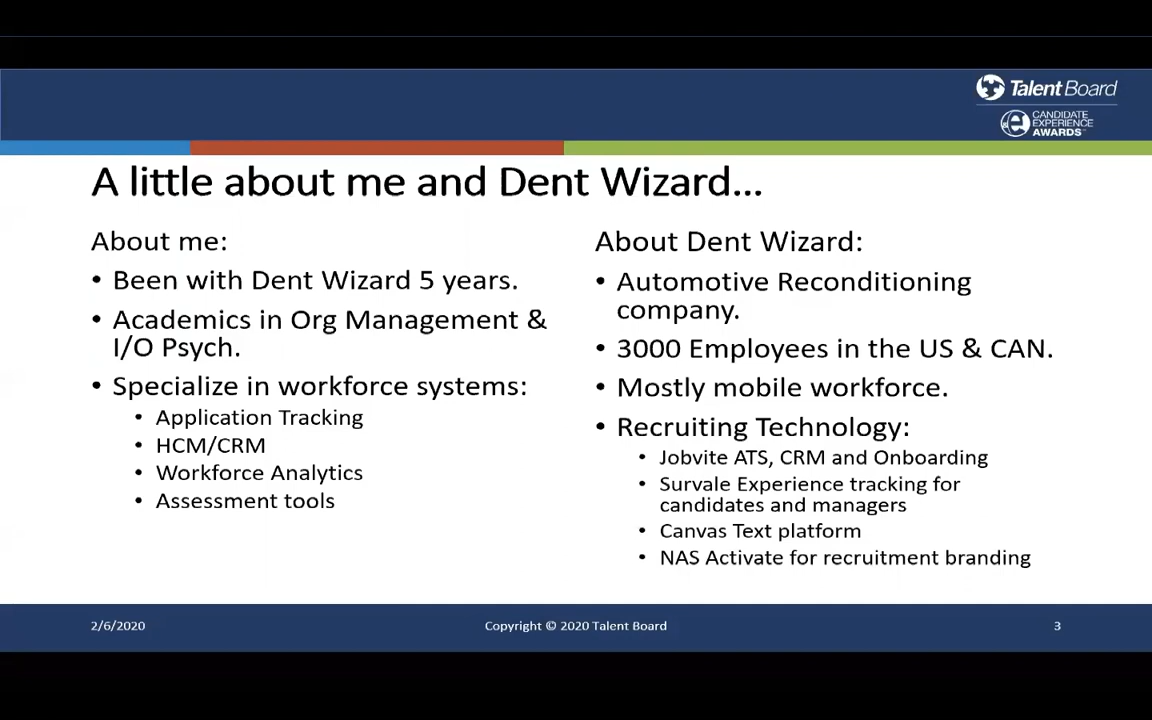 Talent Board
CANDIDATE
EXPERIENCE
AWARDS
A little about me and Dent Wizard...
About me:
• Been with Dent Wizard 5 years.
• Academics in Org Management &
I/O Psych.
• Specialize in workforce systems:
• Application Tracking
• HCM/CRM
• Workforce Analytics
• Assessment tools
About Dent Wizard:
• Automotive Reconditioning
company.
• 3000 Employees in the US & CAN.
• Mostly mobile workforce.
• Recruiting Technology:
• Jobvite ATS, CRM and Onboarding
• Survale Experience tracking for
candidates and managers
• Canvas Text platform
• NAS Activate for recruitment branding
2/6/2020
Copyright © 2020 Talent Board
3